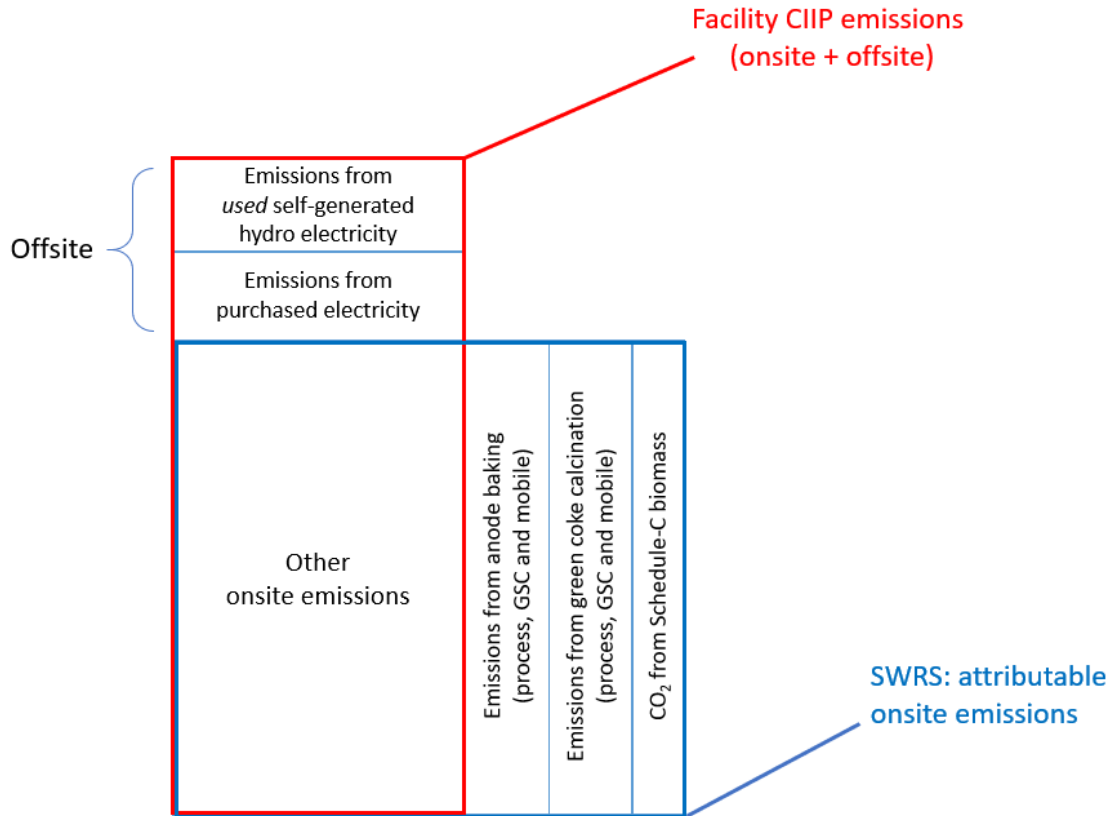 Facility CIIP emissions
(onsite + offsite)
Emissions from
used self-generated
hydro electricity
Offsite
Emissions from
purchased electricity
Other
onsite emissions
Emissions from anode baking
(process, GSC and mobile)
Emissions from green coke calcination
(process, GSC and mobile)
CO₂ from Schedule-C biomass
SWRS: attributable
onsite emissions